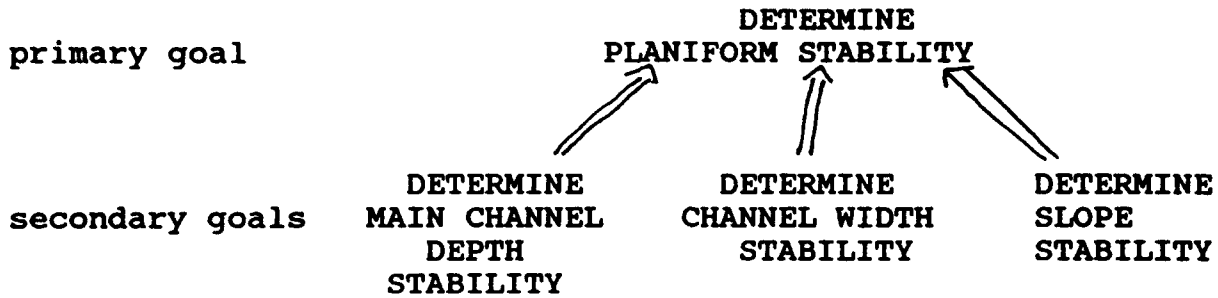 DETERMINE
primary goal PLANIFORM STABILITY
DETERMINE DETERMINE DETERMINE
secondary goals MAIN CHANNEL CHANNEL WIDTH SLOPE
DEPTH STABILITY STABILITY
STABILITY